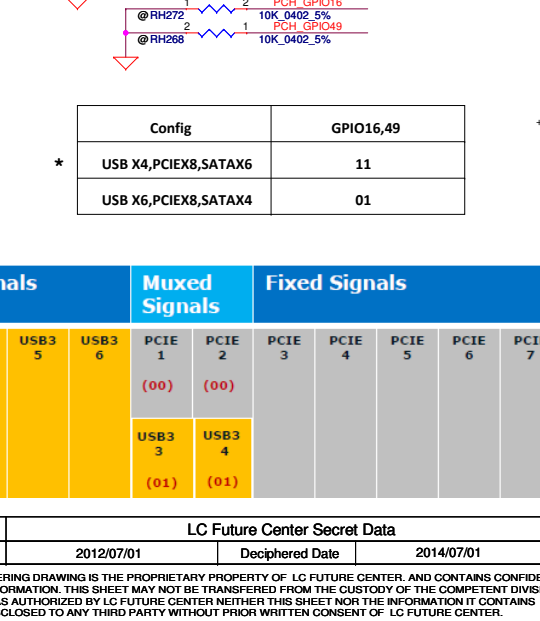 1 2 PCH_GPIO16
@ RH272 10K_0402_5%
2 1 PCH_GPIO49
@ RH268 10K_0402_5%
Config GPIO16,49
* USB X4,PCIEX8,SATAX6 11
USB X6,PCIEX8,SATAX4 01
nals Muxed Signals Fixed Signals
USB3 5 USB3 6 PCIE 1 PCIE 2 PCIE 3 PCIE 4 PCIE 5 PCIE 6 PCI 7
(00) (00)
USB3 3 USB3 4
(01) (01)
LC Future Center Secret Data
2012/07/01 Deciphered Date 2014/07/01
ERING DRAWING IS THE PROPRIETARY PROPERTY OF LC FUTURE CENTER. AND CONTAINS CONFIDE
FORMATION. THIS SHEET MAY NOT BE TRANSFERED FROM THE CUSTODY OF THE COMPETENT DIVIS
AS AUTHORIZED BY LC FUTURE CENTER NEITHER THIS SHEET NOR THE INFORMATION IT CONTAINS
CLOSED TO ANY THIRD PARTY WITHOUT PRIOR WRITTEN CONSENT OF LC FUTURE CENTER.